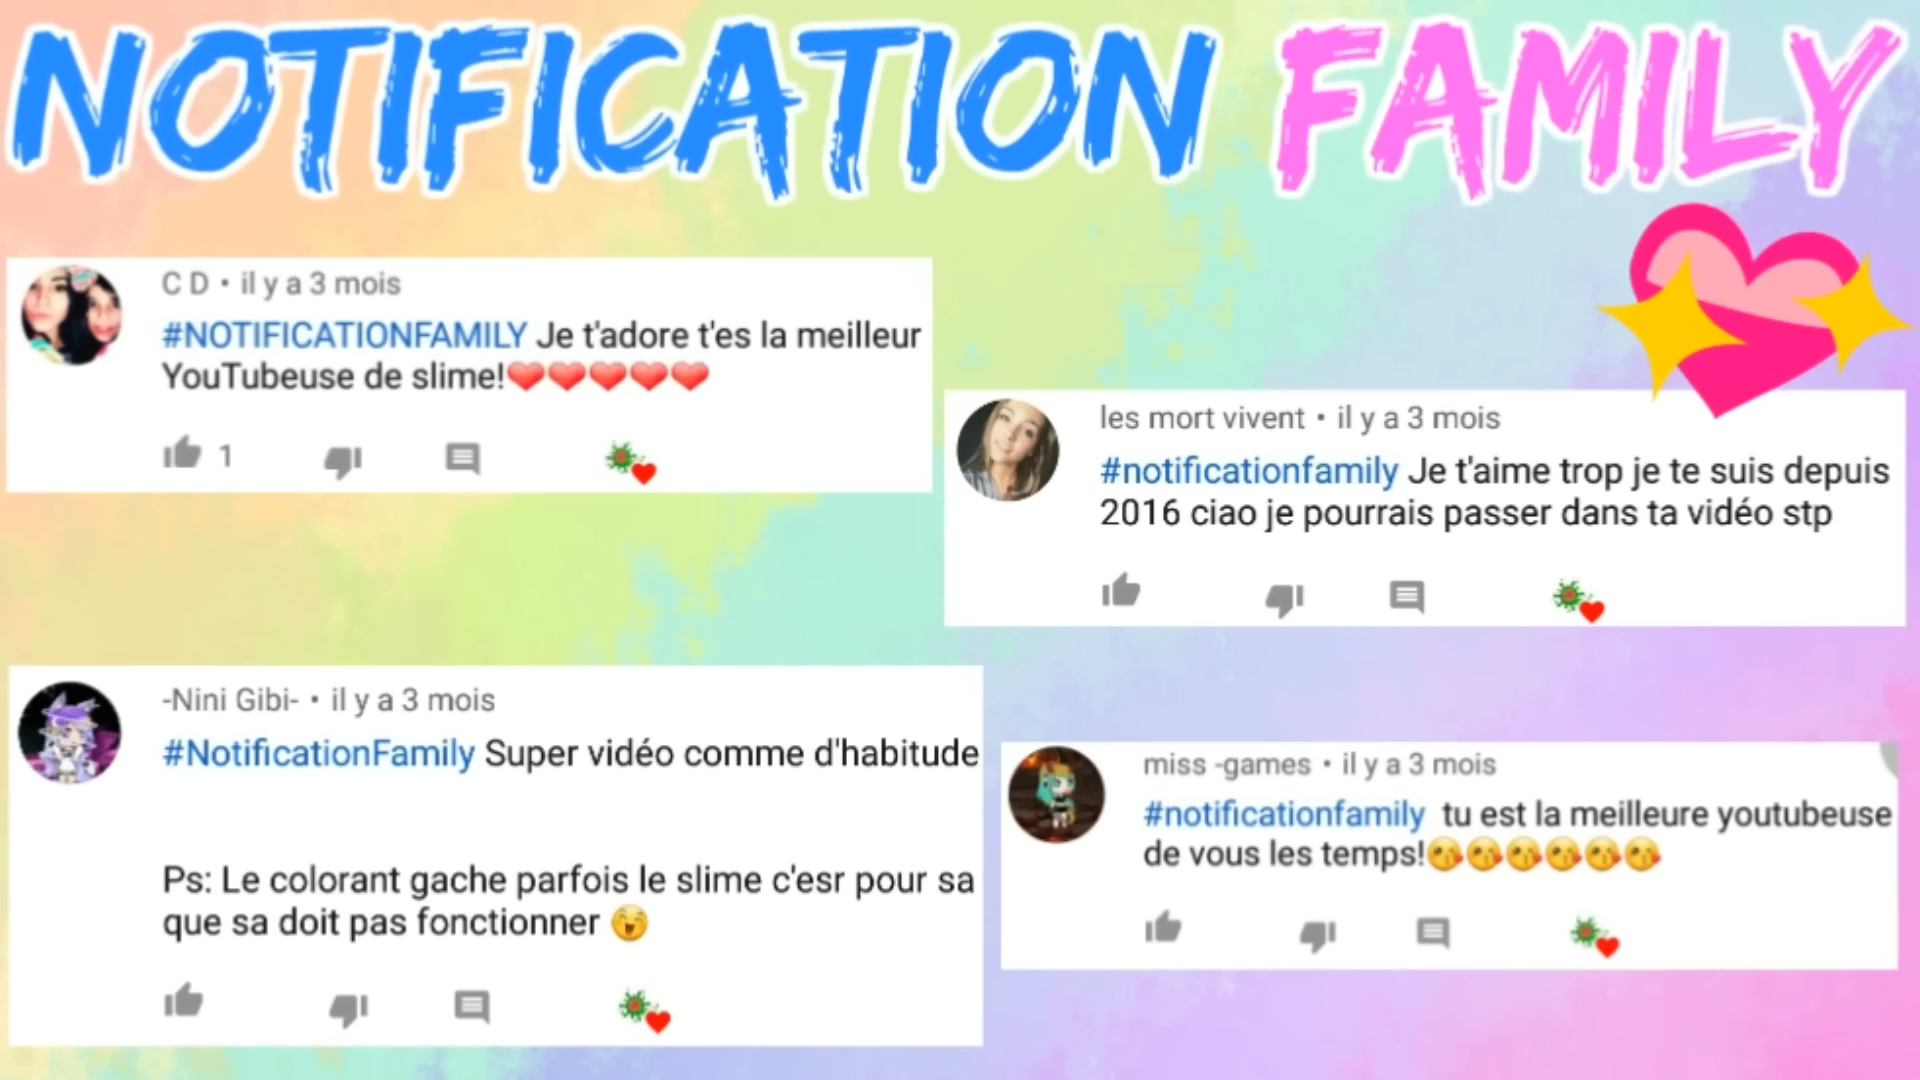 NOTIFICATION FAMILY
C D • il y a 3 mois
#NOTIFICATIONFAMILY Je t'adore t'es la meilleur
YouTubeuse de slime!❤❤❤❤❤
1
les mort vivent • il y a 3 mois
#notificationfamily Je t'aime trop je te suis depuis
2016 ciao je pourrais passer dans ta vidéo stp
-Nini Gibi- • il y a 3 mois
#NotificationFamily Super vidéo comme d'habitude
Ps: Le colorant gache parfois le slime c'esr pour sa
que sa doit pas fonctionner 😲
miss -games • il y a 3 mois
#notificationfamily tu est la meilleure youtubeuse
de vous les temps!😘😘😘😘😘😘